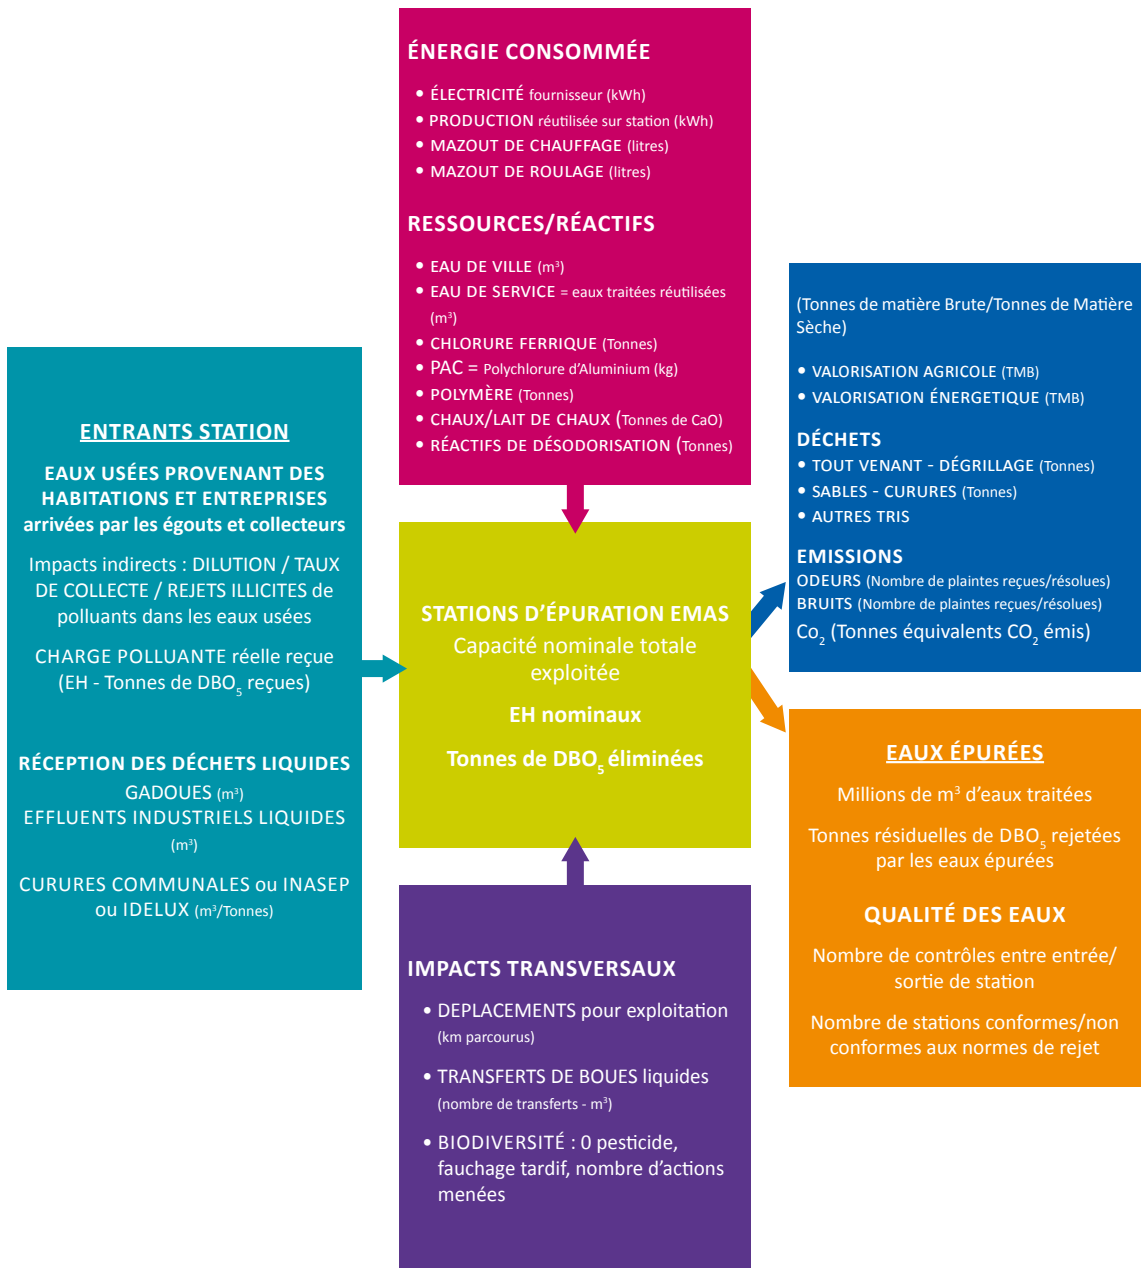 ÉNERGIE CONSOMMÉE
• ÉLECTRICITÉ fournisseur (kWh)
• PRODUCTION réutilisée sur station (kWh)
• MAZOUT DE CHAUFFAGE (litres)
• MAZOUT DE ROULAGE (litres)
RESSOURCES/RÉACTIFS
• EAU DE VILLE (m³)
• EAU DE SERVICE = eaux traitées réutilisées
(m³)
• CHLORURE FERRIQUE (Tonnes)
• PAC = Polychlorure d'Aluminium (kg)
• POLYMÈRE (Tonnes)
• CHAUX/LAIT DE CHAUX (Tonnes de CaO)
• RÉACTIFS DE DÉSODORISATION (Tonnes)
ENTRANTS STATION
EAUX USÉES PROVENANT DES
HABITATIONS ET ENTREPRISES
arrivées par les égouts et collecteurs
Impacts indirects : DILUTION / TAUX
DE COLLECTE / REJETS ILLICITES de
polluants dans les eaux usées
CHARGE POLLUANTE réelle reçue
(EH - Tonnes de DBO₅ reçues)
RÉCEPTION DES DÉCHETS LIQUIDES
GADOUES (m³)
EFFLUENTS INDUSTRIELS LIQUIDES
(m³)
CURURES COMMUNALES ou INASEP
ou IDELUX (m³/Tonnes)
STATIONS D'ÉPURATION EMAS
Capacité nominale totale
exploitée
EH nominaux
Tonnes de DBO₅ éliminées
IMPACTS TRANSVERSAUX
• DEPLACEMENTS pour exploitation
(km parcourus)
• TRANSFERTS DE BOUES liquides
(nombre de transferts - m³)
• BIODIVERSITÉ : 0 pesticide,
fauchage tardif, nombre d'actions
menées
(Tonnes de matière Brute/Tonnes de Matière
Sèche)
• VALORISATION AGRICOLE (TMB)
• VALORISATION ÉNERGETIQUE (TMB)
DÉCHETS
• TOUT VENANT - DÉGRILLAGE (Tonnes)
• SABLES - CURURES (Tonnes)
• AUTRES TRIS
EMISSIONS
ODEURS (Nombre de plaintes reçues/résolues)
BRUITS (Nombre de plaintes reçues/résolues)
Co₂ (Tonnes équivalents CO₂ émis)
EAUX ÉPURÉES
Millions de m³ d'eaux traitées
Tonnes résiduelles de DBO₅ rejetées
par les eaux épurées
QUALITÉ DES EAUX
Nombre de contrôles entre entrée/
sortie de station
Nombre de stations conformes/non
conformes aux normes de rejet